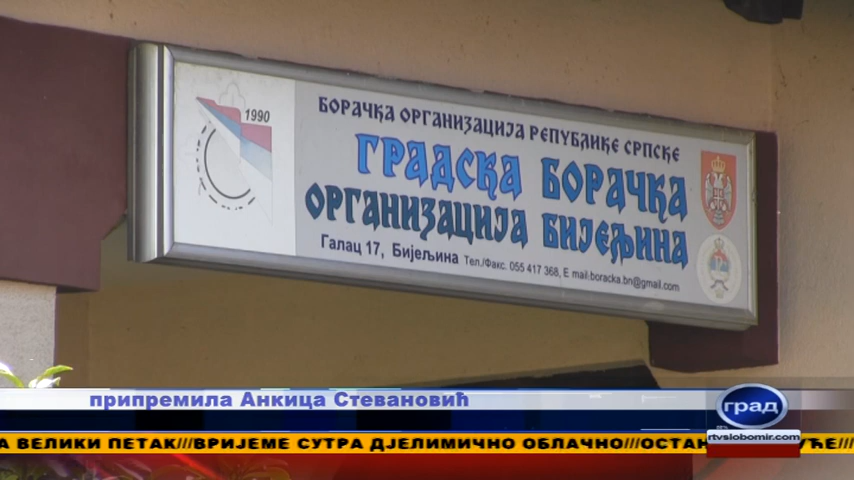 1990
БОРАЧКА ОРГАНИЗАЦИЈА РЕПУБЛИКЕ СРПСКЕ
ГРАДСКА БОРАЧКА
ОРГАНИЗАЦИЈА БИЈЕЉИНА
Галац 17, Бијељина Тел./Факс. 055 417 368, E mail:boracka.bn@gmail.com
припремила Анкица Стевановић
град
rtvslobomir.com
А ВЕЛИКИ ПЕТАК///ВРИЈЕМЕ СУТРА ДЈЕЛИМИЧНО ОБЛАЧНО///ОСТАН УЋЕ///